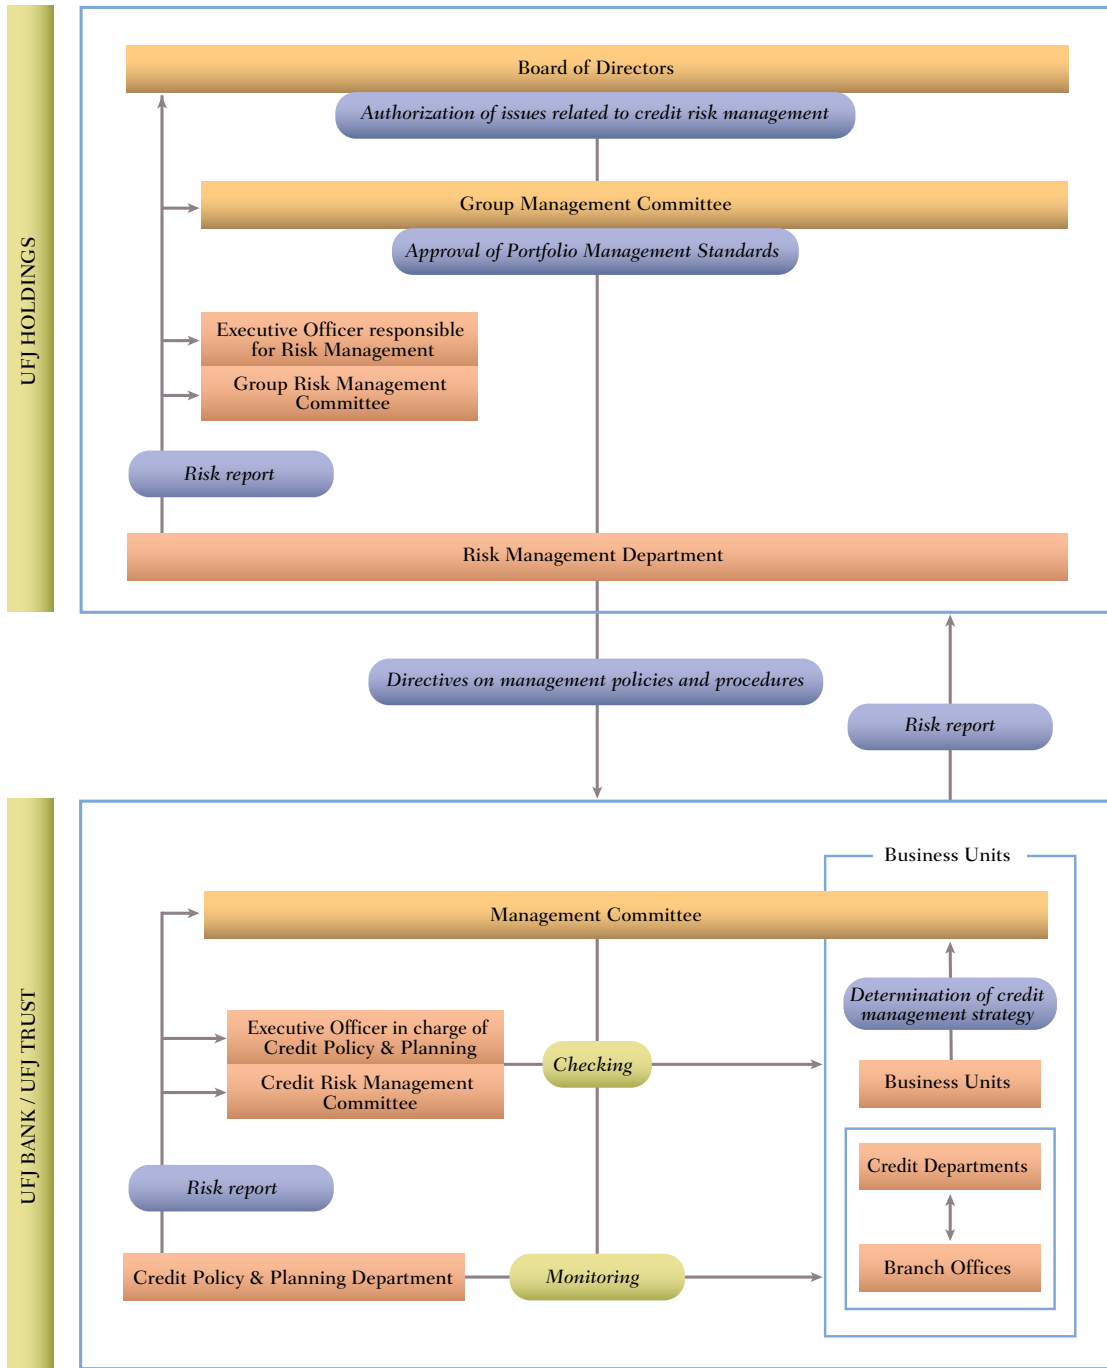 UFJ HOLDINGS
Board of Directors
Authorization of issues related to credit risk management
Group Management Committee
Approval of Portfolio Management Standards
Executive Officer responsible
for Risk Management
Group Risk Management
Committee
Risk report
Risk Management Department
Directives on management policies and procedures
Risk report
UFJ BANK / UFJ TRUST
Business Units
Management Committee
Determination of credit
management strategy
Executive Officer in charge of
Credit Policy & Planning
Checking
Credit Risk Management
Committee
Business Units
Credit Departments
Risk report
Branch Offices
Credit Policy & Planning Department
Monitoring